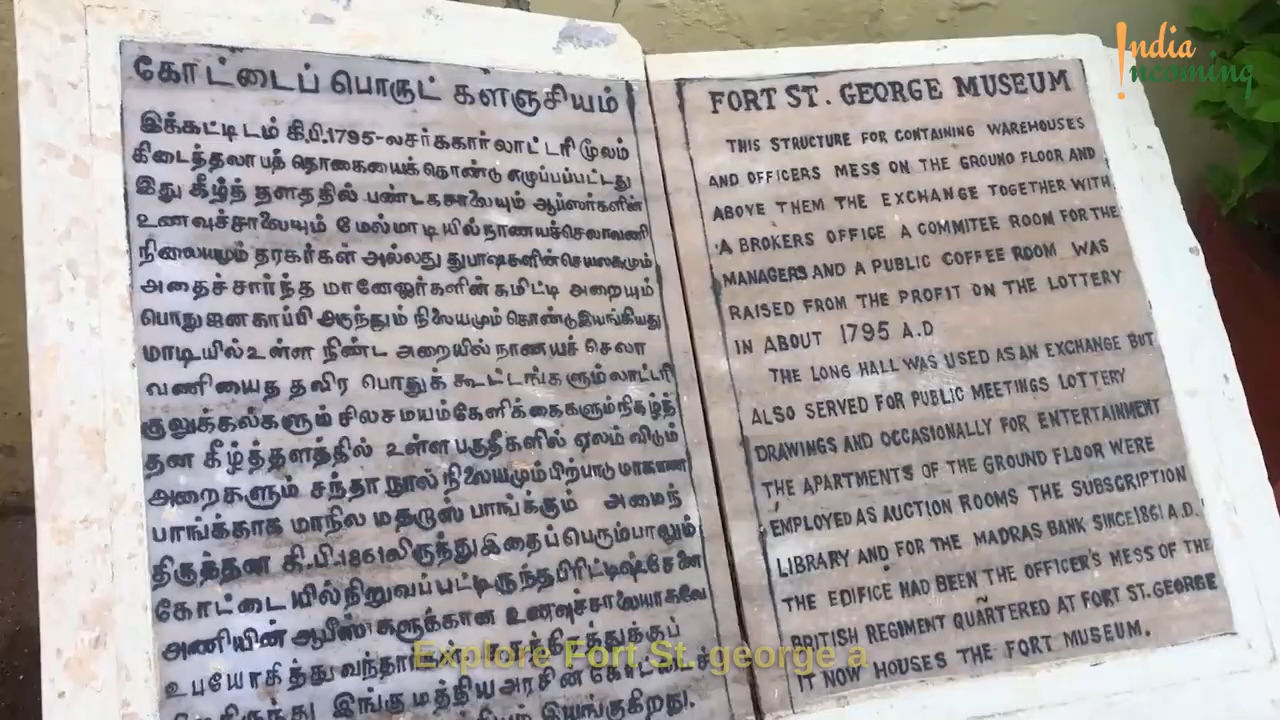 கோட்டைப் பொருட் களஞ்சியம்
இக்கட்டிடம் கி.பி.1795-லசர்ககார் லாட்டரி மூலம்
கிடைத்தலாபத் தொகையைக்கொண்டு எழுப்பப்பட்டது
இது கீழ்த் தளததில் பண்டகசாலையும் ஆப்ஸர்களின்
உணவுச்சாலையும் மேல்மாடியில்நாணயச்செலாவணி
நிலையமும் தரகர்கள் அல்லது துபாஷகளின்செயலகமும்
அதைச்சார்ந்த மானேஜர்களின் கமிட்டி அறையும்
பொதுஜனகாப்பி அருந்தும் நிலையமும்கொண்டுஇயங்கியது
மாடியில்உள்ள நிண்ட அறையில்நாணயச் செலா
வணியைத தவிர பொதுக் கூட்டங்களும்லாட்டரி
குலுக்கல்களும் சிலசமயம்கேளிக்கைகளும்நிகழ்ந்
தன கீழ்த்தளத்தில் உள்ள பகுதீகளில் ஏலம் விடும்
அறைகளும் சந்தா நூல் நிலையமும்பிற்பாடுமாகாண
பாங்க்காக மாநில மதறாஸ் பாங்க்கும் அமைந்
திருந்தன கி.பி.1861லிருந்துஇதைப்பெரும்பாலும்
கோட்டையில்நிறுவப்பட்டிருந்தபிரிட்டிஷ்சேனை
அணியின் ஆபீஸர்களுக்கான உணவுச்சாலையாகவே
உபயோகித்துவந்தார்
இங்கு மத்திய அரசின் கோட்டை
இயங்குகிறது.
FORT ST. GEORGE MUSEUM
THIS STRUCTURE FOR CONTAINING WAREHOUSES
AND OFFICERS MESS ON THE GROUND FLOOR AND
ABOVE THEM THE EXCHANGE TOGETHER WITH
A BROKERS OFFICE A COMMITEE ROOM FOR THE
MANAGERS AND A PUBLIC COFFEE ROOM WAS
RAISED FROM THE PROFIT ON THE LOTTERY
IN ABOUT 1795 A.D
THE LONG HALL WAS USED AS AN EXCHANGE BUT
ALSO SERVED FOR PUBLIC MEETINGS LOTTERY
DRAWINGS AND OCCASIONALLY FOR ENTERTAINMENT
THE APARTMENTS OF THE GROUND FLOOR WERE
EMPLOYED AS AUCTION ROOMS THE SUBSCRIPTION
LIBRARY AND FOR THE MADRAS BANK SINCE 1861 A.D.
THE EDIFICE HAD BEEN THE OFFICER'S MESS OF THE
BRITISH REGIMENT QUARTERED AT FORT ST. GEORGE
IT NOW HOUSES THE FORT MUSEUM.
India
Incoming
Explore Fort St. george a